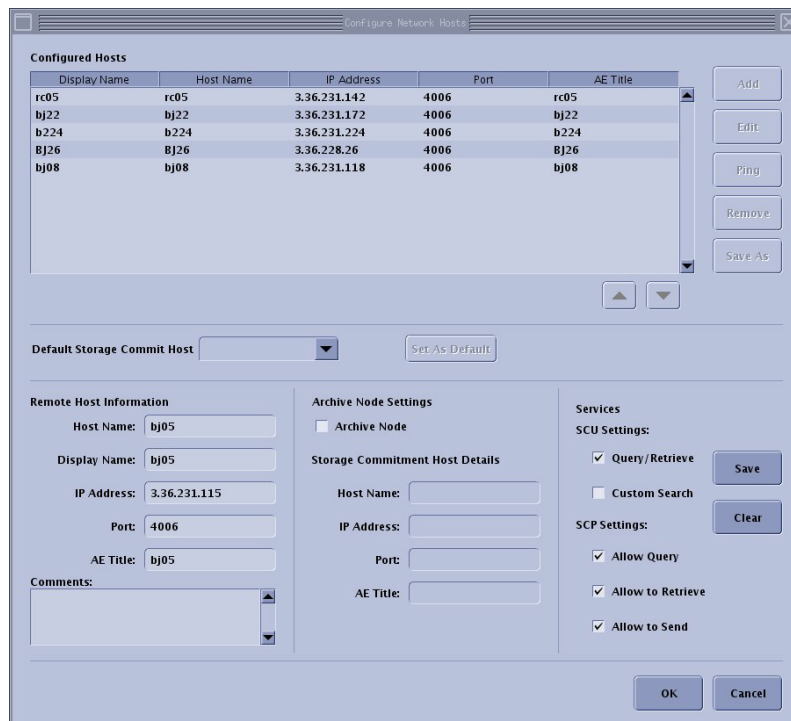 Configure Network Hosts
Configured Hosts
Display Name Host Name IP Address Port AE Title
rc05 rc05 3.36.231.142 4006 rc05
bj22 bj22 3.36.231.172 4006 bj22
b224 b224 3.36.231.224 4006 b224
BJ26 BJ26 3.36.228.26 4006 BJ26
bj08 bj08 3.36.231.118 4006 bj08
Add
Edit
Ping
Remove
Save As
Default Storage Commit Host
Set As Default
Remote Host Information
Host Name: bj05
Display Name: bj05
IP Address: 3.36.231.115
Port: 4006
AE Title: bj05
Comments:
Archive Node Settings
Archive Node
Storage Commitment Host Details
Host Name:
IP Address:
Port:
AE Title:
Services
SCU Settings:
Query/Retrieve
Custom Search
SCP Settings:
Allow Query
Allow to Retrieve
Allow to Send
Save
Clear
OK
Cancel